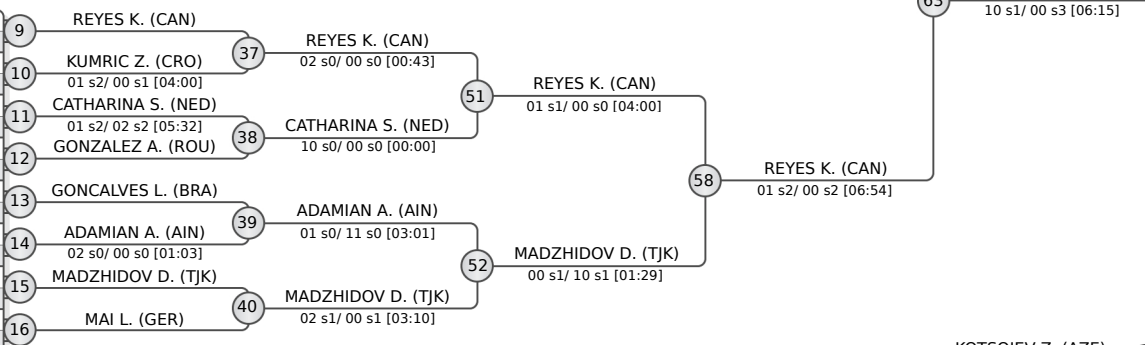 63
10 s1/ 00 s3 [06:15]
9
REYES K. (CAN)
37
REYES K. (CAN)
02 s0/ 00 s0 [00:43]
10
KUMRIC Z. (CRO)
01 s2/ 00 s1 [04:00]
51
REYES K. (CAN)
01 s1/ 00 s0 [04:00]
11
CATHARINA S. (NED)
01 s2/ 02 s2 [05:32]
38
CATHARINA S. (NED)
10 s0/ 00 s0 [00:00]
12
GONZALEZ A. (ROU)
58
REYES K. (CAN)
01 s2/ 00 s2 [06:54]
13
GONCALVES L. (BRA)
39
ADAMIAN A. (AIN)
01 s0/ 11 s0 [03:01]
14
ADAMIAN A. (AIN)
02 s0/ 00 s0 [01:03]
52
MADZHIDOV D. (TJK)
00 s1/ 10 s1 [01:29]
15
MADZHIDOV D. (TJK)
40
MADZHIDOV D. (TJK)
02 s1/ 00 s1 [03:10]
16
MAI L. (GER)
KOTSOIEV Z. (AZE)